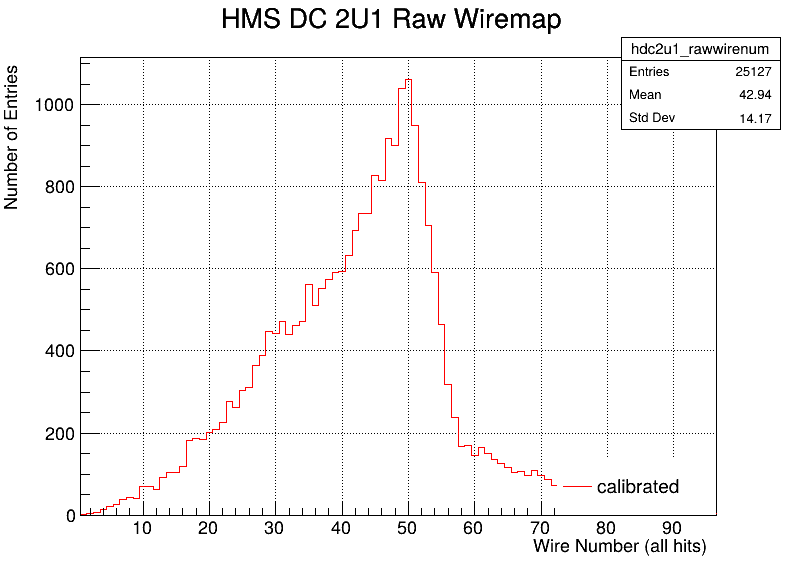 HMS DC 2U1 Raw Wiremap
hdc2u1_rawwirenum
Entries 25127
Mean 42.94
Std Dev 14.17
Number of Entries
1000
800
600
400
200
0
calibrated
10 20 30 40 50 60 70 80 90
Wire Number (all hits)